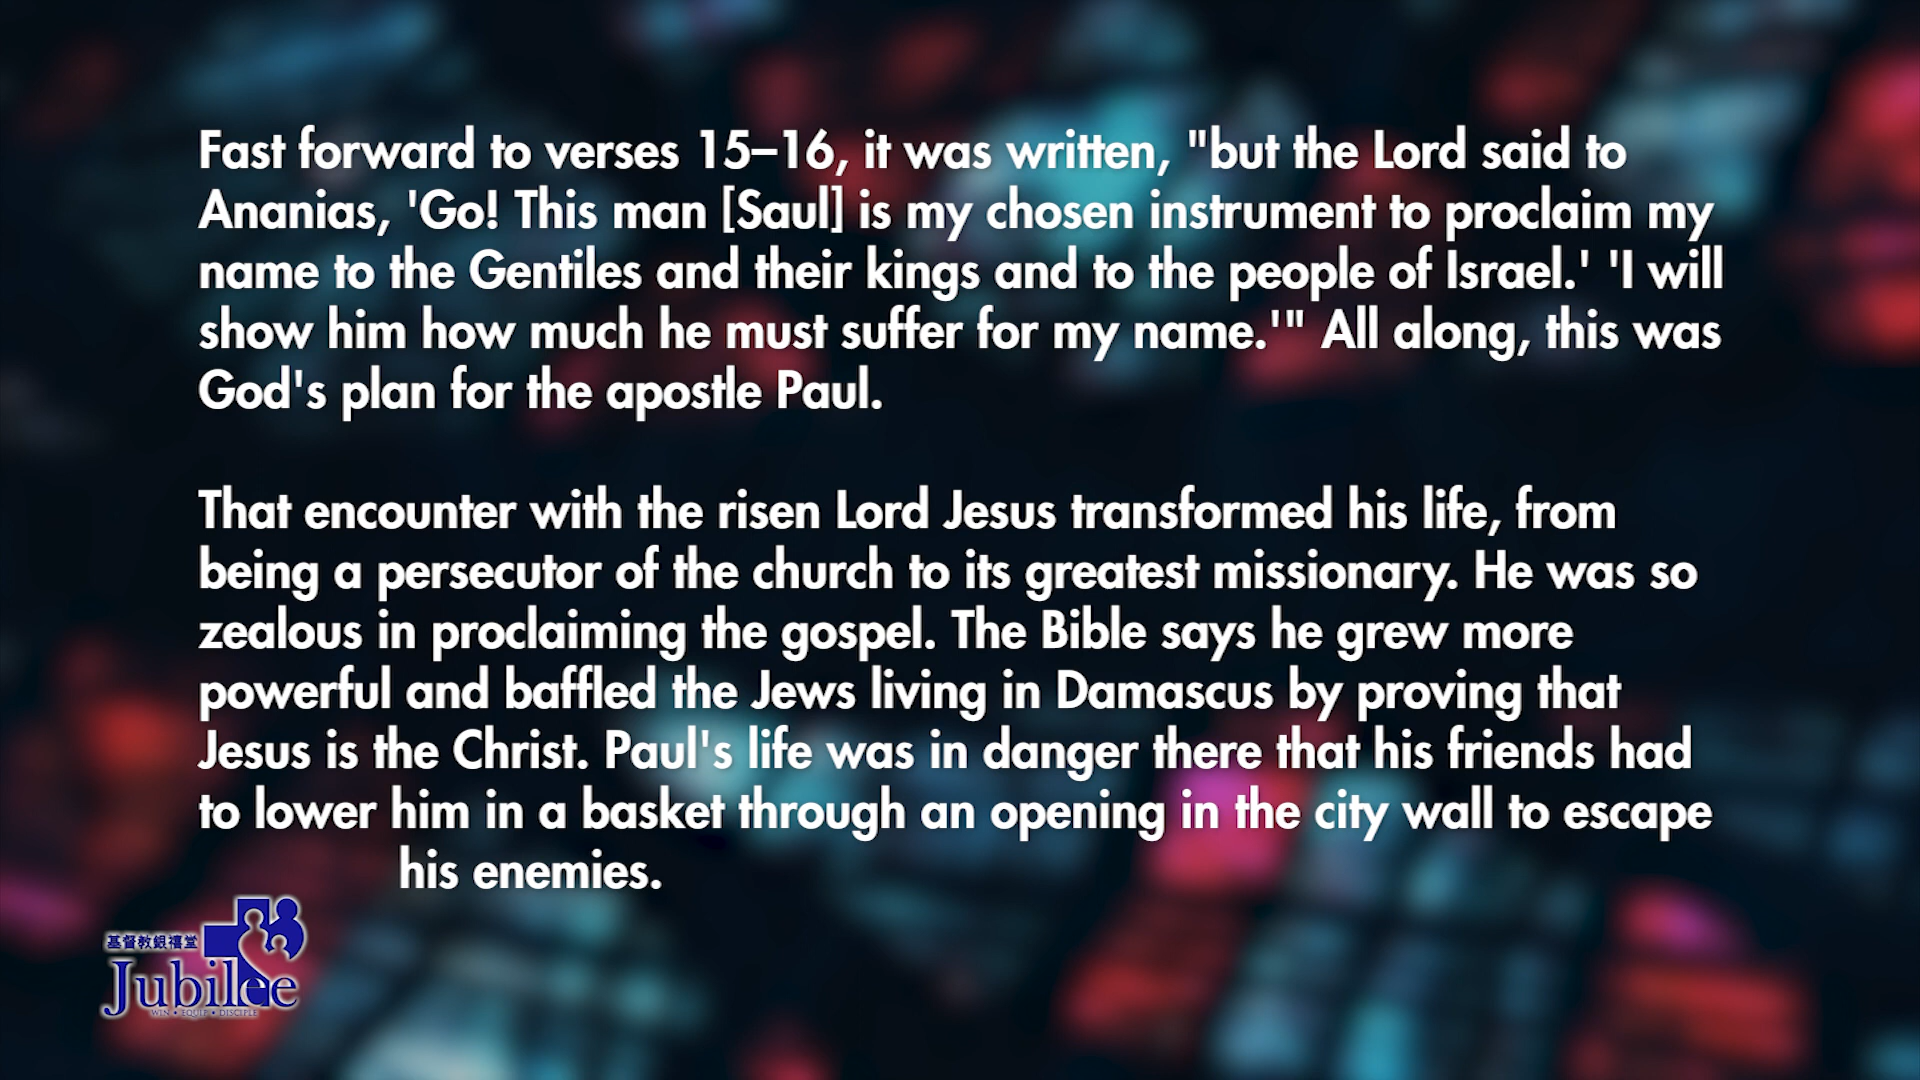 Fast forward to verses 15–16, it was written, "but the Lord said to
Ananias, 'Go! This man [Saul] is my chosen instrument to proclaim my
name to the Gentiles and their kings and to the people of Israel.' 'I will
show him how much he must suffer for my name.'" All along, this was
God's plan for the apostle Paul.
That encounter with the risen Lord Jesus transformed his life, from
being a persecutor of the church to its greatest missionary. He was so
zealous in proclaiming the gospel. The Bible says he grew more
powerful and baffled the Jews living in Damascus by proving that
Jesus is the Christ. Paul's life was in danger there that his friends had
to lower him in a basket through an opening in the city wall to escape
his enemies.
基督教銀禧堂
Jubilee
WIN • EQUIP • DISCIPLE